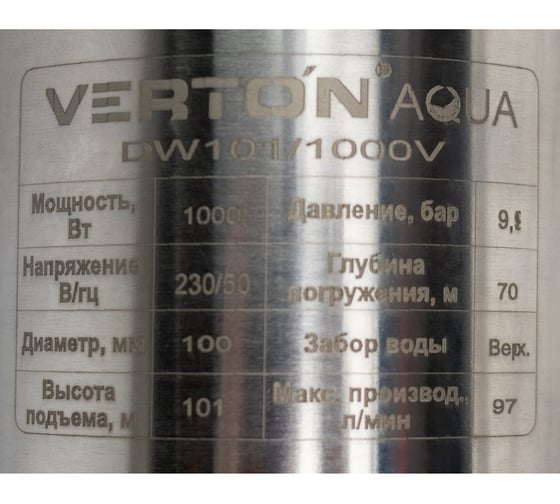 VERTON® AQUA
DW101/1000V
Мощность, Вт 1000 Давление, бар
Напряжение В/гц 230/50 Глубина погружения, м 70
Диаметр, мм 100 Забор воды Верх.
Высота подъема, м 101 Макс. производ., л/мин 97